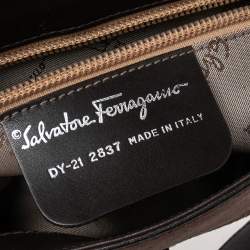 ©Salvatore Ferragamo
DY-21 2837 MADE IN ITALY